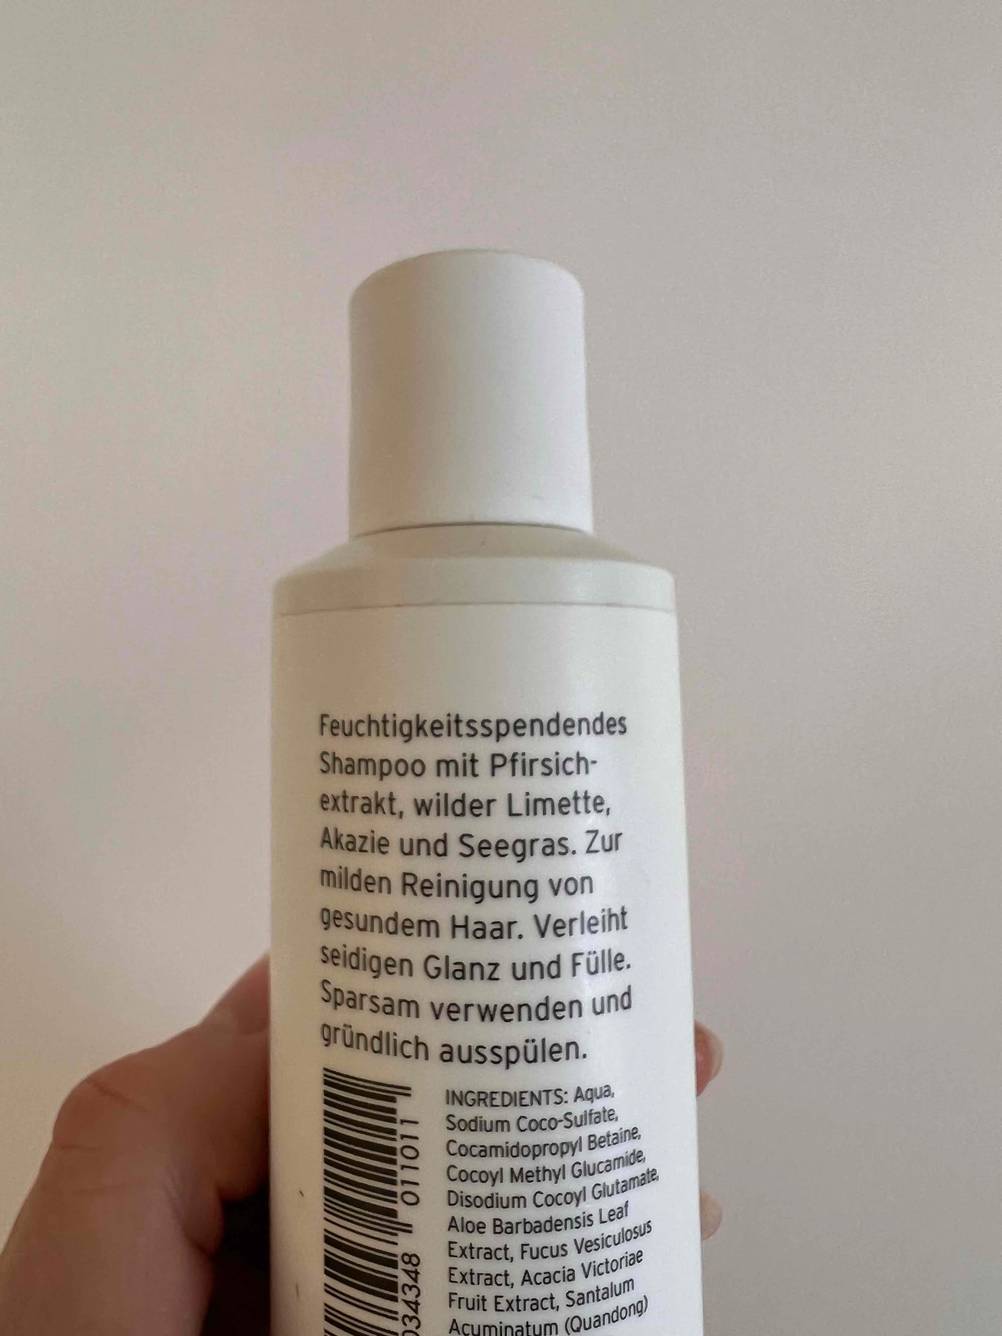 Feuchtigkeitsspendendes
Shampoo mit Pfirsich-
extrakt, wilder Limette,
Akazie und Seegras. Zur
milden Reinigung von
gesundem Haar. Verleiht
seidigen Glanz und Fülle.
Sparsam verwenden und
gründlich ausspülen.
INGREDIENTS: Aqua,
Sodium Coco-Sulfate,
Cocamidopropyl Betaine,
Cocoyl Methyl Glucamide,
Disodium Cocoyl Glutamate,
Aloe Barbadensis Leaf
Extract, Fucus Vesiculosus
Extract, Acacia Victoriae
Fruit Extract, Santalum
Acuminatum (Quandong)
034348 011011